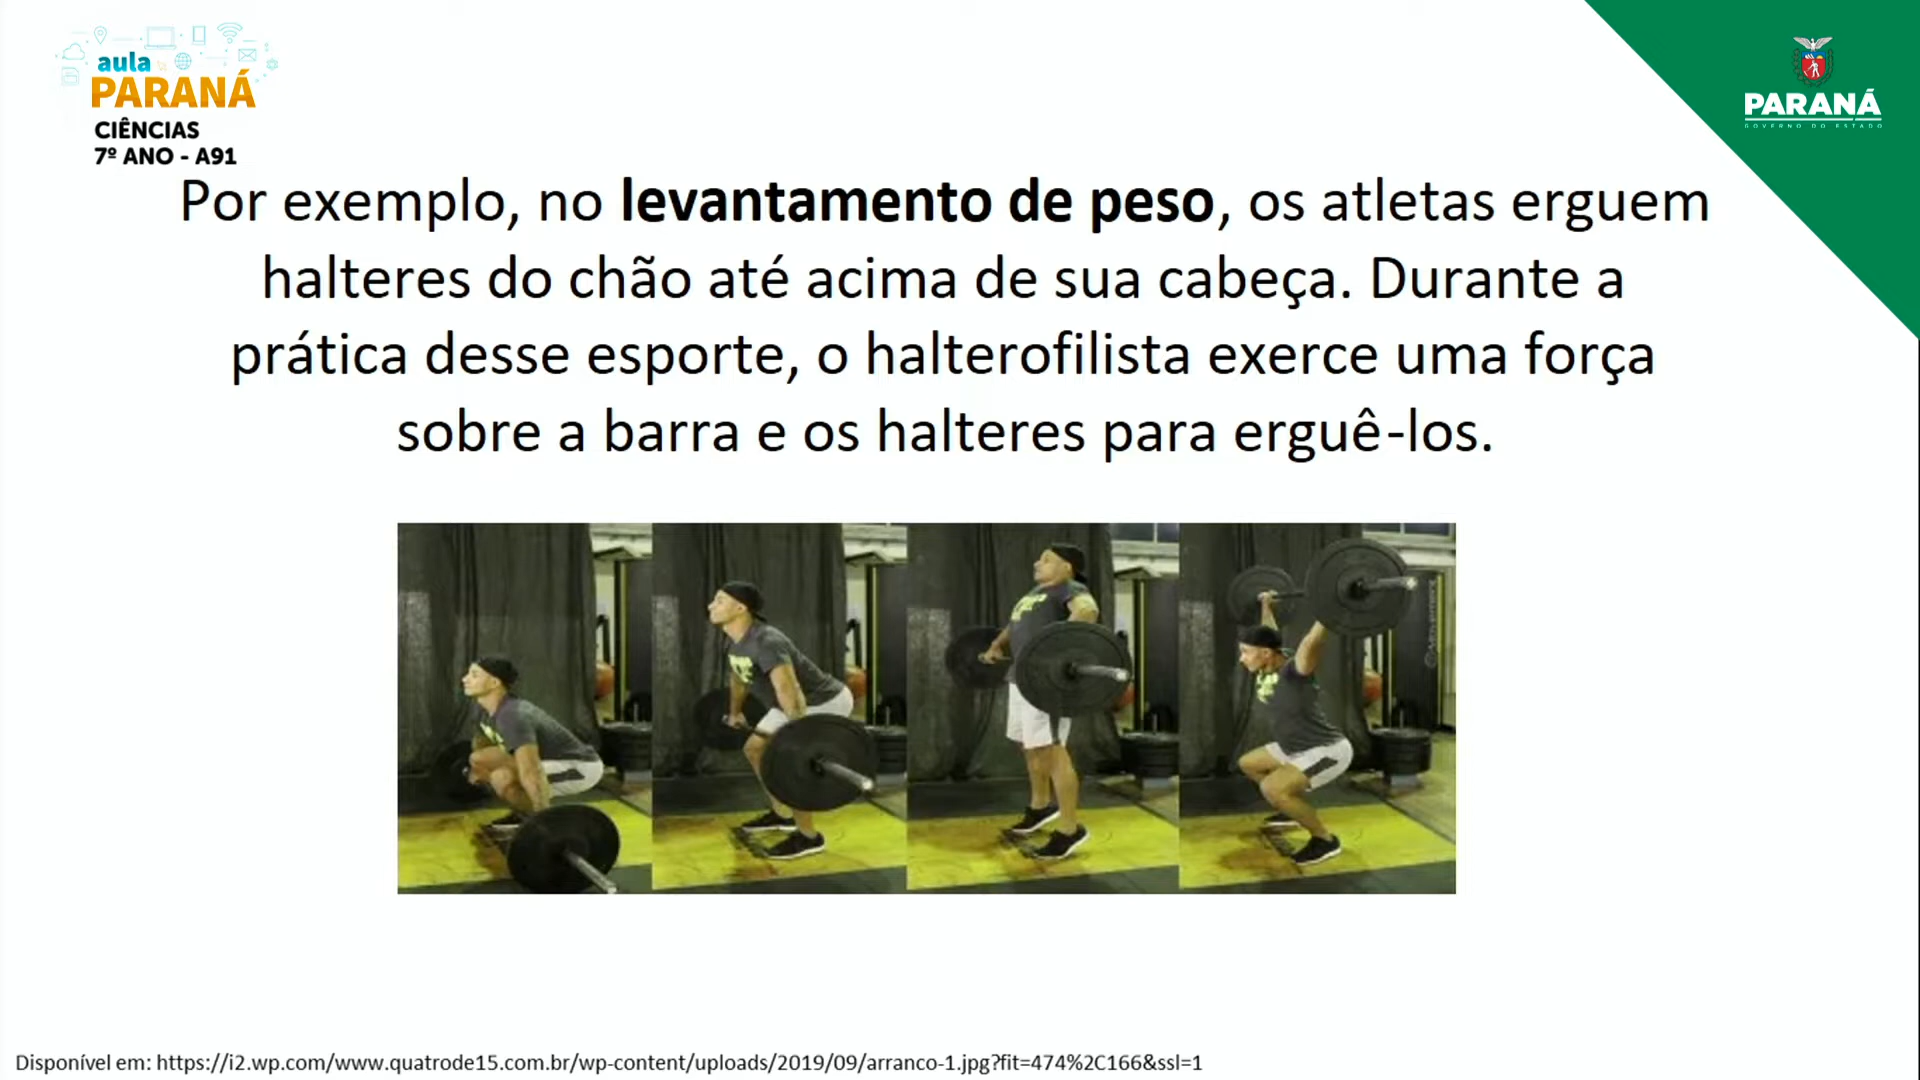 aula
PARANÁ
CIÊNCIAS
7º ANO - A91
PARANÁ
GOVERNO DO ESTADO
Por exemplo, no levantamento de peso, os atletas erguem
halteres do chão até acima de sua cabeça. Durante a
prática desse esporte, o halterofilista exerce uma força
sobre a barra e os halteres para erguê-los.
Disponível em: https://i2.wp.com/www.quatrode15.com.br/wp-content/uploads/2019/09/arranco-1.jpg?fit=474%2C166&ssl=1